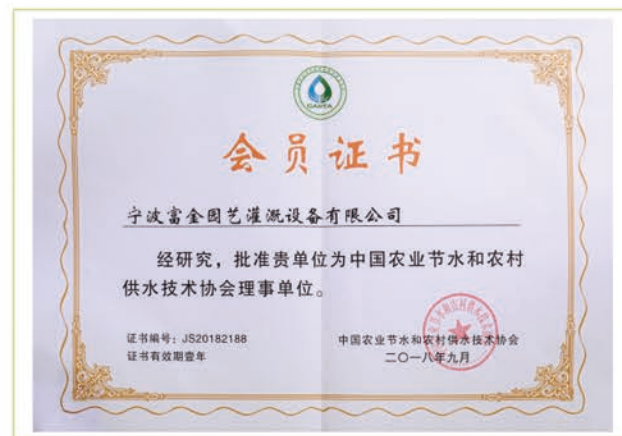 会员证书
宁波富金园艺灌溉设备有限公司
经研究，批准贵单位为中国农业节水和农村
供水技术协会理事单位。
证书编号：JS20182188
证书有效期壹年
中国农业节水和农村供水技术协会
二〇一八年九月